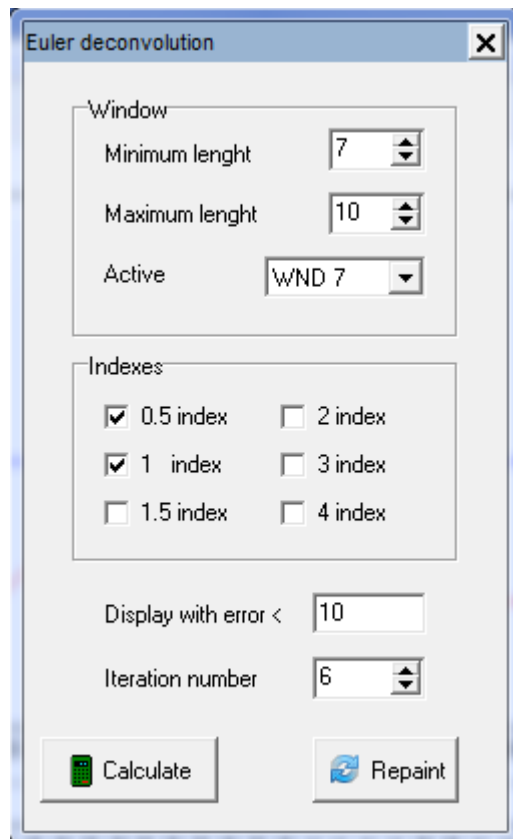 Euler deconvolution
Window
Minimum lenght 7
Maximum lenght 10
Active WND 7
Indexes
0.5 index 2 index
1 index 3 index
1.5 index 4 index
Display with error < 10
Iteration number 6
Calculate Repaint